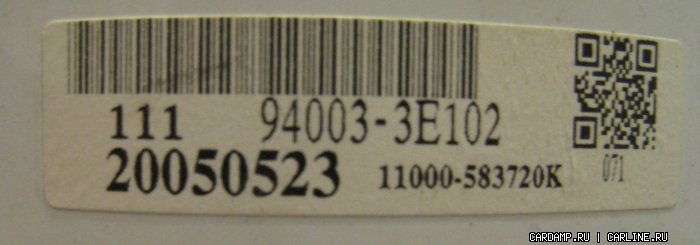 111 94003-3E102
20050523 11000-583720K
071
CARDAMP.RU | CARLINE.RU